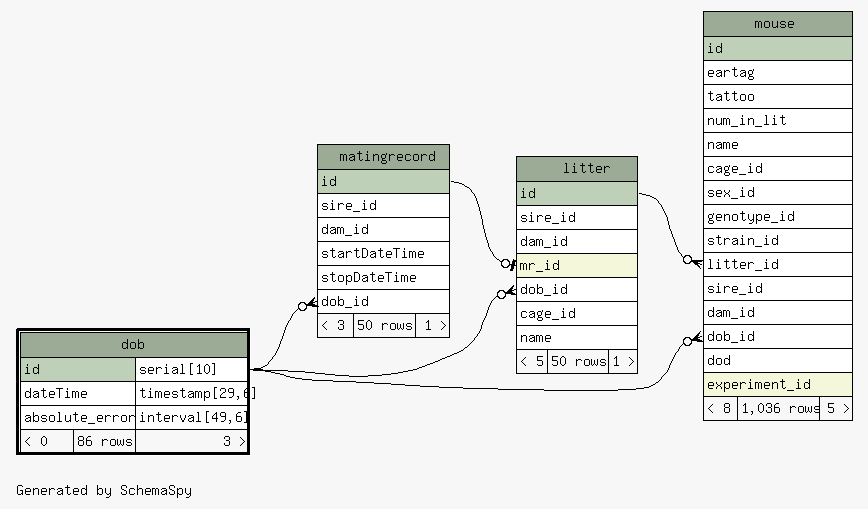 mouse
id
eartag
tattoo
num_in_lit
name
cage_id
sex_id
genotype_id
strain_id
litter_id
sire_id
dam_id
dob_id
dod
experiment_id
< 8 1,036 rows 5 >
matingrecord
id
sire_id
dam_id
startDateTime
stopDateTime
dob_id
< 3 50 rows 1 >
litter
id
sire_id
dam_id
mr_id
dob_id
cage_id
name
< 5 50 rows 1 >
dob
id serial[10]
dateTime timestamp[29,6]
absolute_error interval[49,6]
< 0 86 rows 3 >
Generated by SchemaSpy